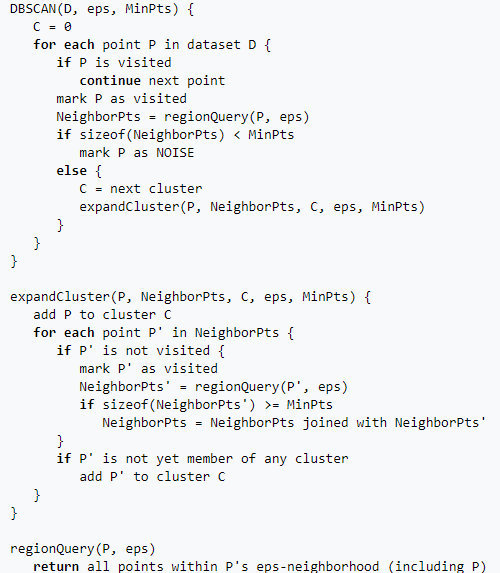 DBSCAN(D, eps, MinPts) {
   C = 0
   for each point P in dataset D {
      if P is visited
         continue next point
      mark P as visited
      NeighborPts = regionQuery(P, eps)
      if sizeof(NeighborPts) < MinPts
         mark P as NOISE
      else {
         C = next cluster
         expandCluster(P, NeighborPts, C, eps, MinPts)
      }
   }
}

expandCluster(P, NeighborPts, C, eps, MinPts) {
   add P to cluster C
   for each point P' in NeighborPts {
      if P' is not visited {
         mark P' as visited
         NeighborPts' = regionQuery(P', eps)
         if sizeof(NeighborPts') >= MinPts
            NeighborPts = NeighborPts joined with NeighborPts'
      }
      if P' is not yet member of any cluster
         add P' to cluster C
   }
}

regionQuery(P, eps)
   return all points within P's eps-neighborhood (including P)